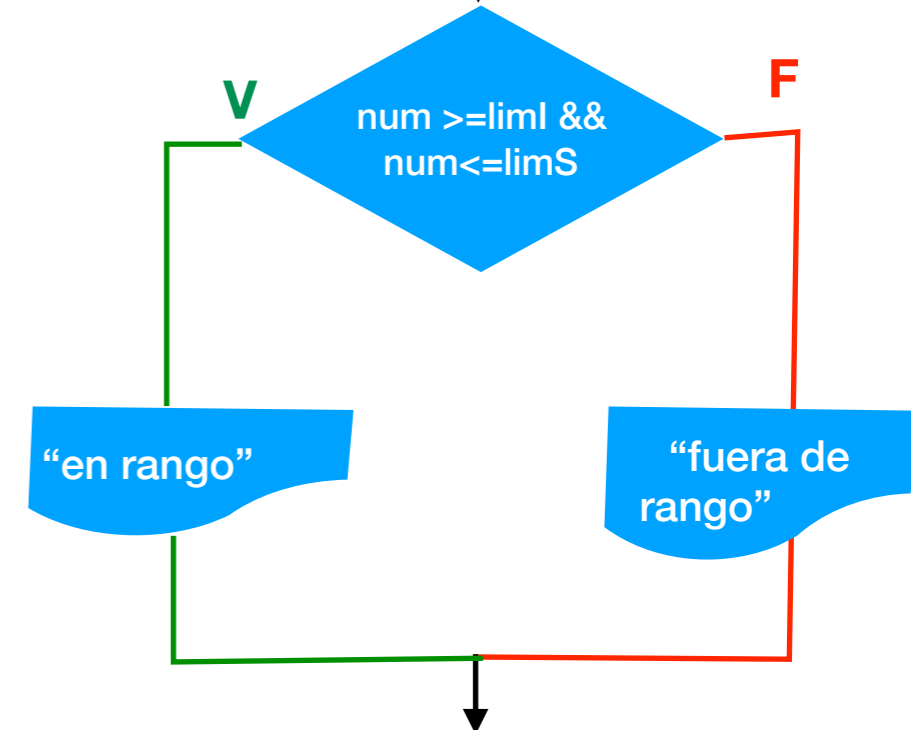 V
F
num >=limI &&
num<=limS
“en rango”
“fuera de
rango”